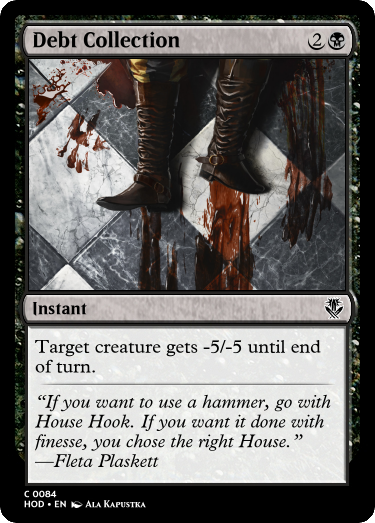 Debt Collection 2
Instant
Target creature gets -5/-5 until end
of turn.
“If you want to use a hammer, go with
House Hook. If you want it done with
finesse, you chose the right House.”
—Fleta Plaskett
C 0084
HOD • EN Ala Kapustka